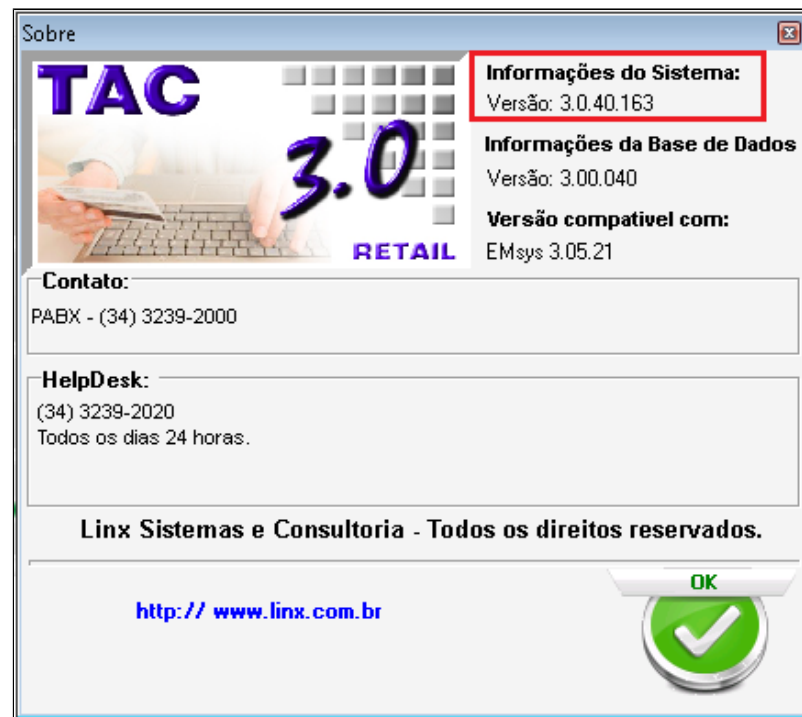 Sobre
TAC
3.0
RETAIL
Informações do Sistema:
Versão: 3.0.40.163
Informações da Base de Dados
Versão: 3.00.040
Versão compativel com:
EMsys 3.05.21
Contato:
PABX - (34) 3239-2000
HelpDesk:
(34) 3239-2020
Todos os dias 24 horas.
Linx Sistemas e Consultoria - Todos os direitos reservados.
http:// www.linx.com.br
OK